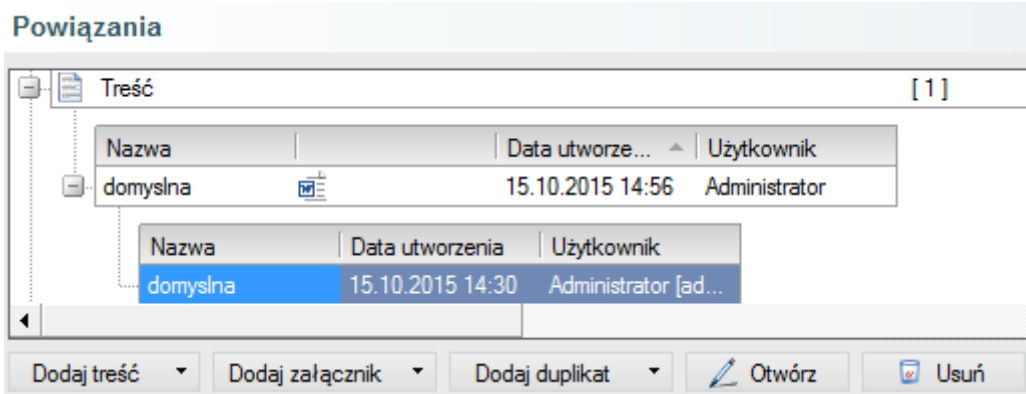 Powiązania
Treść [ 1 ]
Nazwa Data utworze... Użytkownik
domyslna 15.10.2015 14:56 Administrator
Nazwa Data utworzenia Użytkownik
domyslna 15.10.2015 14:30 Administrator [ad...
Dodaj treść Dodaj załącznik Dodaj duplikat Otwórz Usuń